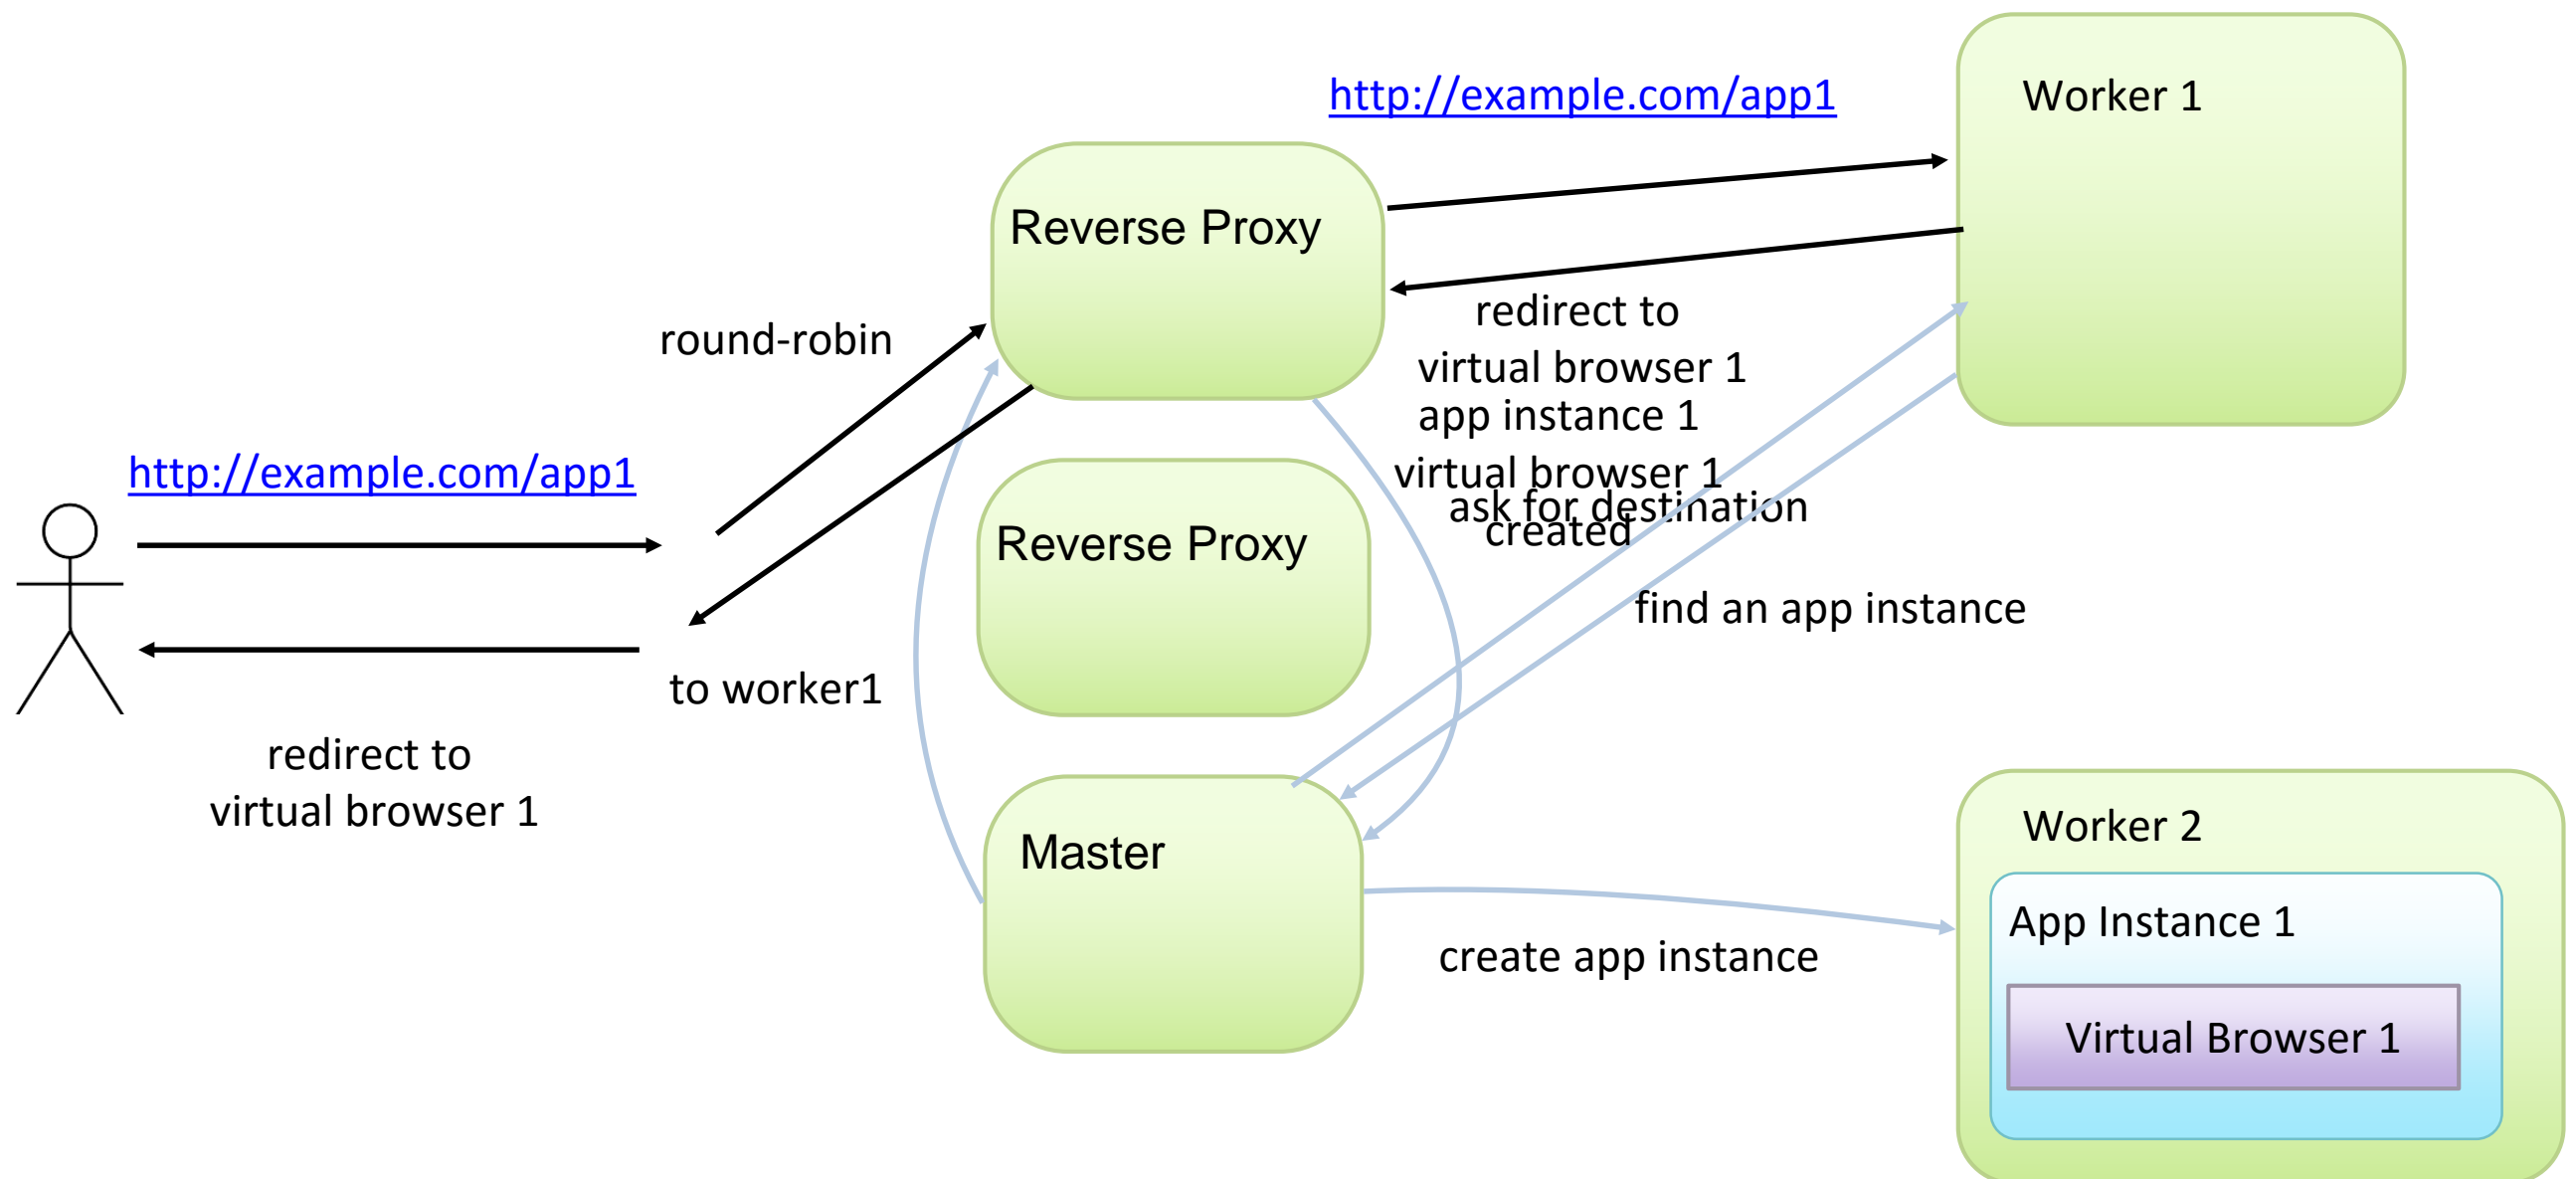 http://example.com/app1
Worker 1
Reverse Proxy
round-robin
redirect to
virtual browser 1
app instance 1
virtual browser 1
ask for destination
created
http://example.com/app1
Reverse Proxy
find an app instance
to worker1
redirect to
virtual browser 1
Master
Worker 2
App Instance 1
create app instance
Virtual Browser 1